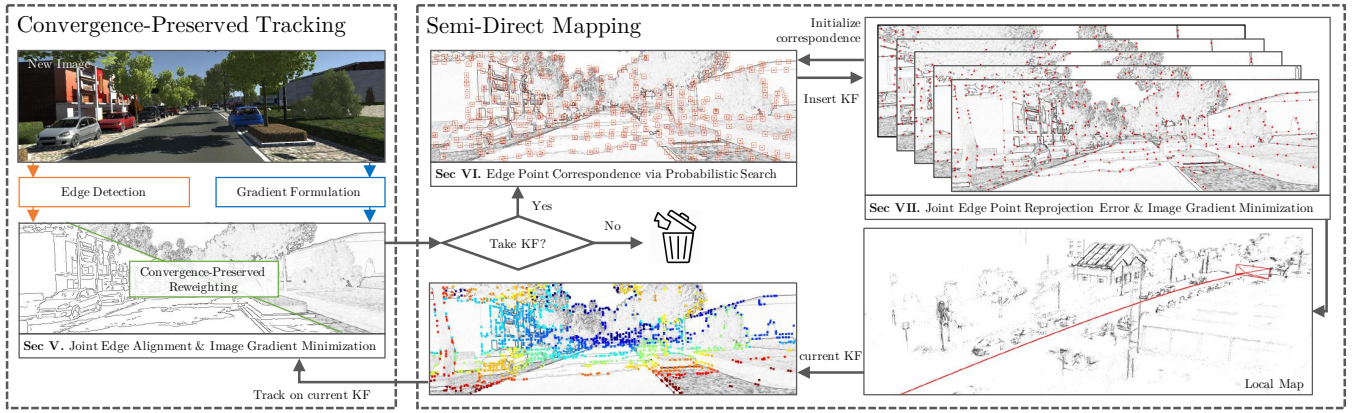 Convergence-Preserved Tracking
New Image
Edge Detection
Gradient Formulation
Convergence-Preserved
Reweighting
Sec V. Joint Edge Alignment & Image Gradient Minimization
Track on current KF
Semi-Direct Mapping
Sec VI. Edge Point Correspondence via Probabilistic Search
Yes
Take KF?
No
Initialize
correspondence
Insert KF
Sec VII. Joint Edge Point Reprojection Error & Image Gradient Minimization
current KF
Local Map